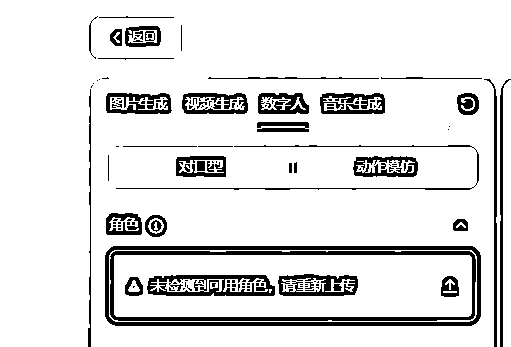 返回
图片生成 视频生成 数字人 音乐生成
对口型 动作模仿
角色
未检测到可用角色，请重新上传